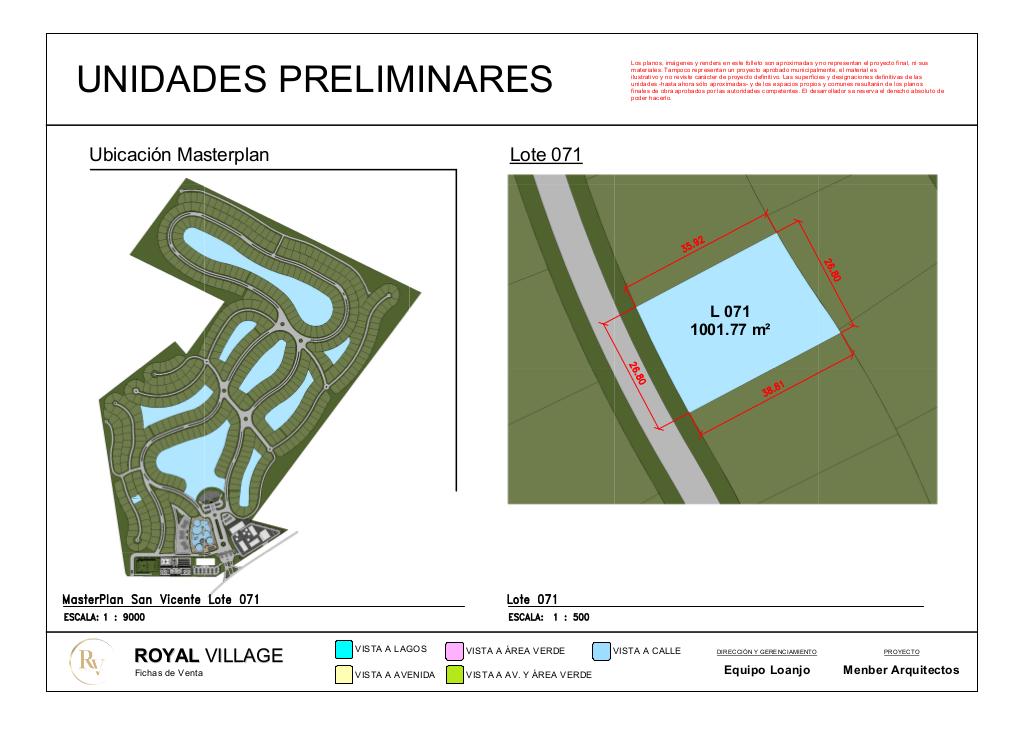 UNIDADES PRELIMINARES
Los planos, imágenes y renders en este folleto son aproximadas y no representan el proyecto final, ni sus
materiales. Tampoco representan un proyecto aprobado municipalmente, el material es
ilustrativo y no reviste carácter de proyecto definitivo. Las superficies y designaciones definitivas de las
unidades -hasta ahora sólo aproximadas- y de los espacios propios y comunes resultarán de los planos
finales de obra aprobados por las autoridades competentes. El desarrollador se reserva el derecho absoluto de
poder hacerlo.
Ubicación Masterplan
Lote 071
35.92
26.80
L 071
1001.77 m²
26.80
38.81
MasterPlan San Vicente Lote 071
ESCALA: 1 : 9000
Lote 071
ESCALA: 1 : 500
RV
ROYAL VILLAGE
Fichas de Venta
VISTA A LAGOS
VISTA A ÁREA VERDE
VISTA A CALLE
VISTA A AVENIDA
VISTA A AV. Y ÁREA VERDE
DIRECCIÓN Y GERENCIAMIENTO
Equipo Loanjo
PROYECTO
Menber Arquitectos